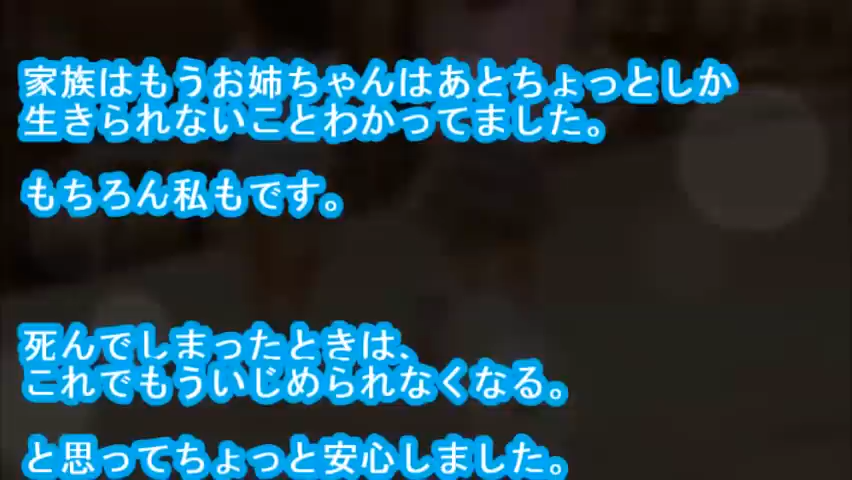 家族はもうお姉ちゃんはあとちょっとしか
生きられないことわかってました。
もちろん私もです。
死んでしまったときは、
これでもういじめられなくなる。
と思ってちょっと安心しました。